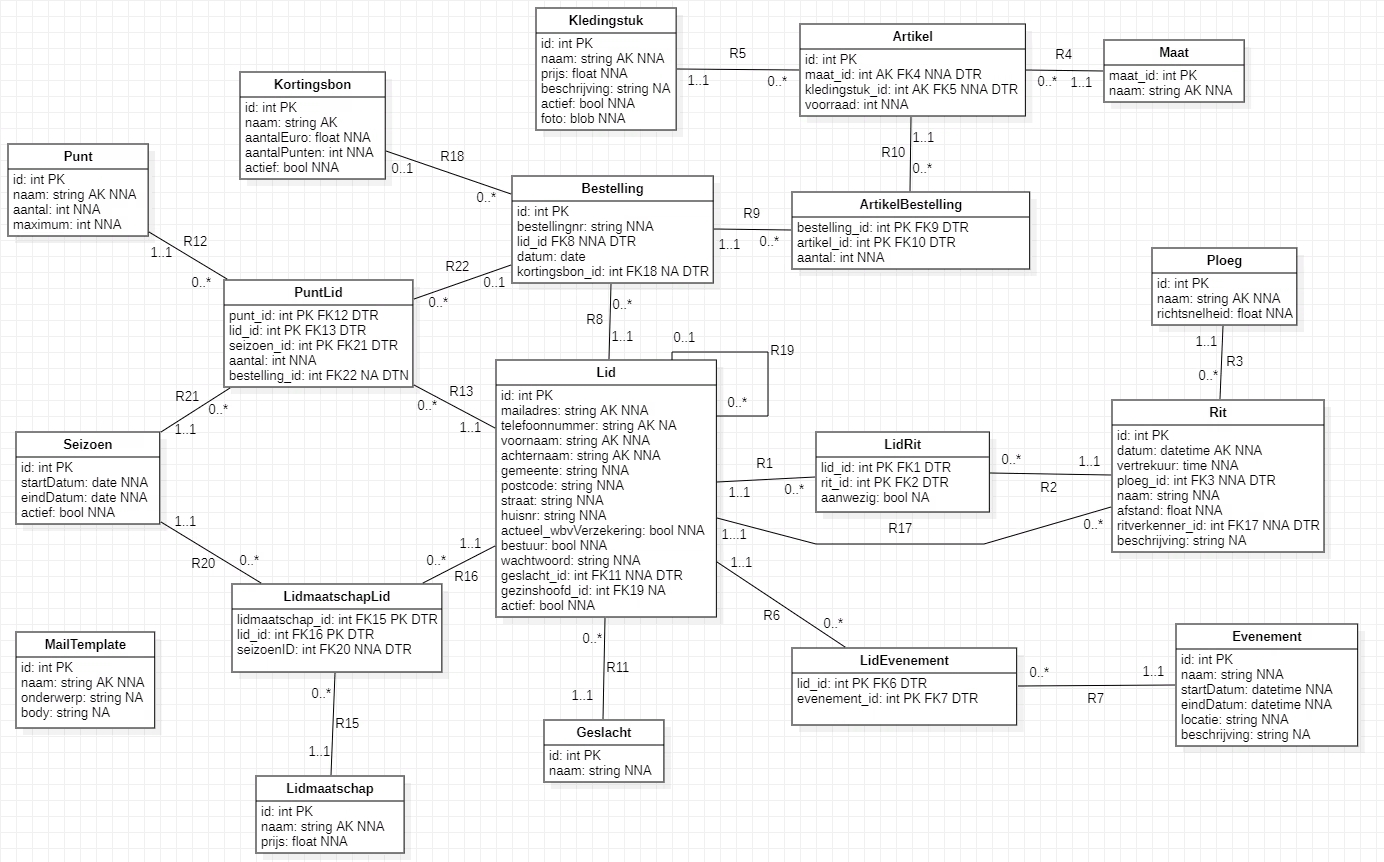 Kledingstuk
id: int PK
naam: string AK NNA
prijs: float NNA
beschrijving: string NA
actief: bool NNA
foto: blob NNA
R5
1..1
0..*
Artikel
id: int PK
maat_id: int AK FK4 NNA DTR
kledingstuk_id: int AK FK5 NNA DTR
voorraad: int NNA
R4
0..*
1..1
Maat
maat_id: int PK
naam: string AK NNA
Kortingsbon
id: int PK
naam: string AK
aantalEuro: float NNA
aantalPunten: int NNA
actief: bool NNA
R18
0..1
0..*
R10
1..1
0..*
Punt
id: int PK
naam: string AK NNA
aantal: int NNA
maximum: int NNA
R12
1..1
0..*
Bestelling
id: int PK
bestellingnr: string NNA
lid_id FK8 NNA DTR
datum: date
kortingsbon_id: int FK18 NA DTR
R9
1..1
0..*
ArtikelBestelling
bestelling_id: int PK FK9 DTR
artikel_id: int PK FK10 DTR
aantal: int NNA
R22
0..1
0..*
Ploeg
id: int PK
naam: string AK NNA
richtsnelheid: float NNA
PuntLid
punt_id: int PK FK12 DTR
lid_id: int PK FK13 DTR
seizoen_id: int PK FK21 DTR
aantal: int NNA
bestelling_id: int FK22 NA DTN
R8
0..*
1..1
R3
1..1
0..*
R19
0..1
0..*
R21
0..*
1..1
R13
0..*
1..1
Lid
id: int PK
mailadres: string AK NNA
telefoonnummer: string AK NA
voornaam: string AK NNA
achternaam: string AK NNA
gemeente: string NNA
postcode: string NNA
straat: string NNA
huisnr: string NNA
actueel_wbvVerzekering: bool NNA
bestuur: bool NNA
wachtwoord: string NNA
geslacht_id: int FK11 NNA DTR
gezinshoofd_id: int FK19 NA
actief: bool NNA
Seizoen
id: int PK
startDatum: date NNA
eindDatum: date NNA
actief: bool NNA
R1
1..1
0..*
LidRit
lid_id: int PK FK1 DTR
rit_id: int PK FK2 DTR
aanwezig: bool NA
0..*
1..1
R2
Rit
id: int PK
datum: datetime AK NNA
vertrekuur: time NNA
ploeg_id: int FK3 NNA DTR
naam: string NNA
afstand: float NNA
ritverkenner_id: int FK17 NNA DTR
beschrijving: string NA
R17
1...1
0..*
1..1
R20
0..*
1..1
0..*
R16
1..1
R6
0..*
LidmaatschapLid
lidmaatschap_id: int FK15 PK DTR
lid_id: int FK16 PK DTR
seizoenID: int FK20 NNA DTR
MailTemplate
id: int PK
naam: string AK NNA
onderwerp: string NA
body: string NA
0..*
R11
1..1
LidEvenement
lid_id: int PK FK6 DTR
evenement_id: int PK FK7 DTR
0..*
1..1
R7
Evenement
id: int PK
naam: string NNA
startDatum: datetime NNA
eindDatum: datetime NNA
locatie: string NNA
beschrijving: string NA
0..*
R15
1..1
Geslacht
id: int PK
naam: string NNA
Lidmaatschap
id: int PK
naam: string AK NNA
prijs: float NNA